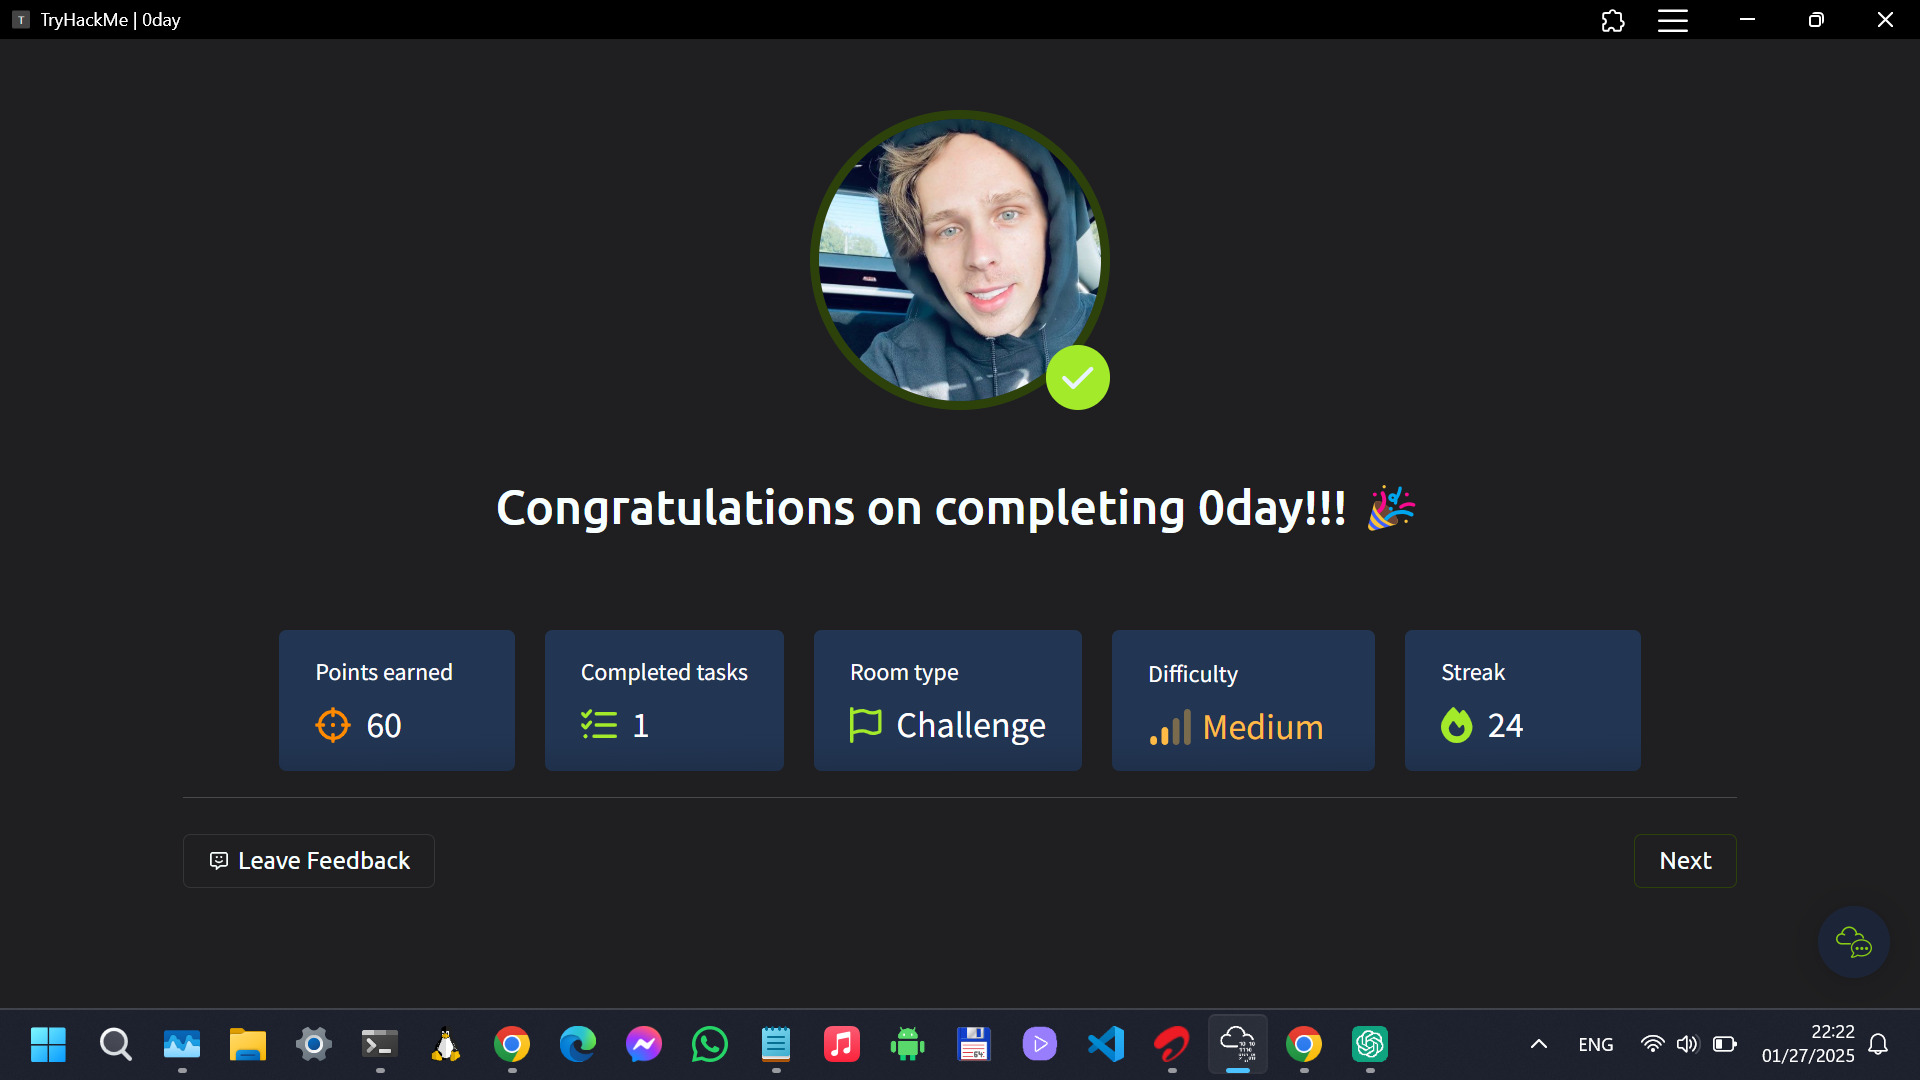 TryHackMe | 0day
Congratulations on completing 0day!!! 🎉
Points earned
60
Completed tasks
1
Room type
Challenge
Difficulty
Medium
Streak
24
Leave Feedback
Next
ENG
22:22
01/27/2025